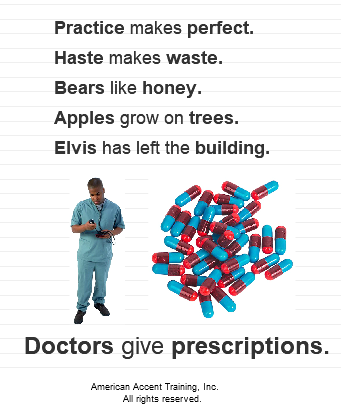 Practice makes perfect.
Haste makes waste.
Bears like honey.
Apples grow on trees.
Elvis has left the building.
Doctors give prescriptions.
American Accent Training, Inc.
All rights reserved.